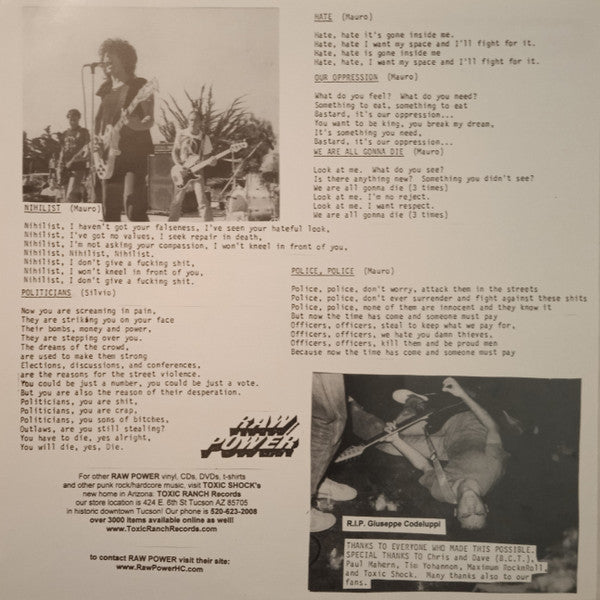 NIHILIST (Mauro)
Nihilist, I haven't got your falseness, I've seen your hateful look,
Nihilist, I've got no values, I seek repair in death,
Nihilist, I'm not asking your compassion, I won't kneel in front of you,
Nihilist, Nihilist, Nihilist.
Nihilist, I don't give a fucking shit,
Nihilist, I won't kneel in front of you,
Nihilist, I don't give a fucking shit.
POLITICIANS (Silvio)
Now you are screaming in pain,
They are striking you on your face
Their bombs, money and power,
They are stepping over you.
The dreams of the crowd,
are used to make them strong
Elections, discussions, and conferences,
are the reasons for the street violence.
You could be just a number, you could be just a vote.
But you are also the reason of their desperation.
Politicians, you are shit,
Politicians, you are crap,
Politicians, you sons of bitches,
Outlaws, are you still stealing?
You have to die, yes alright,
You will die, yes, Die.
RAW POWER
For other RAW POWER vinyl, CDs, DVDs, t-shirts
and other punk rock/hardcore music, visit TOXIC SHOCK's
new home in Arizona: TOXIC RANCH Records
our store location is 424 E. 6th St Tucson AZ 85705
in historic downtown Tucson! Our phone is 520-623-2008
over 3000 items available online as well!
www.ToxicRanchRecords.com
to contact RAW POWER visit their site:
www.RawPowerHC.com
HATE (Mauro)
Hate, hate it's gone inside me.
Hate, hate I want my space and I'll fight for it.
Hate, hate is gone inside me
Hate, hate, I want my space and I'll fight for it.
OUR OPPRESSION (Mauro)
What do you feel? What do you need?
Something to eat, something to eat
Bastard, it's our oppression...
You want to be king, you break my dream,
It's something you need,
Bastard, it's our oppression...
WE ARE ALL GONNA DIE (Mauro)
Look at me. What do you see?
Is there anything new? Something you didn't see?
We are all gonna die (3 times)
Look at me. I'm no reject.
Look at me. I want respect.
We are all gonna die (3 times)
POLICE, POLICE (Mauro)
Police, police, don't worry, attack them in the streets
Police, police, don't ever surrender and fight against these shits
Police, police, none of them are innocent and they know it
But now the time has come and someone must pay
Officers, officers, steal to keep what we pay for,
Officers, officers, we hate you damn thieves,
Officers, officers, kill them and be proud men
Because now the time has come and someone must pay
R.I.P. Giuseppe Codeluppi
THANKS TO EVERYONE WHO MADE THIS POSSIBLE.
SPECIAL THANKS TO Chris and Dave (B.C.T.),
Paul Mahern, Tim Yohannon, Maximum RocknRoll,
and Toxic Shock. Many thanks also to our
fans.